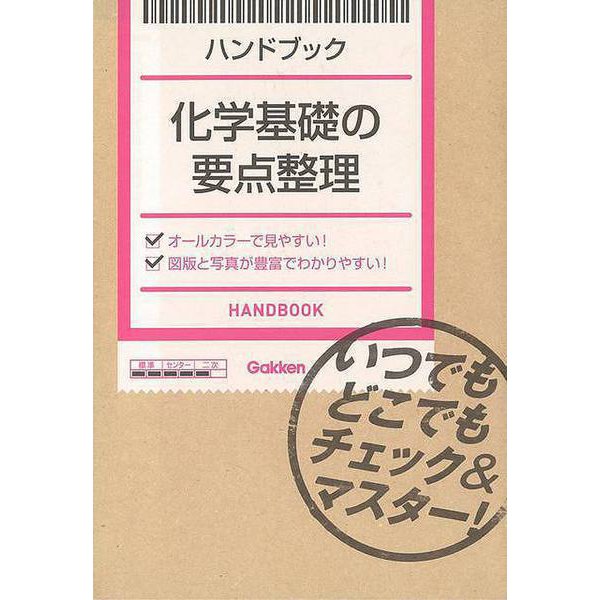 ハンドブック
化学基礎の
要点整理
オールカラーで見やすい！
図版と写真が豊富でわかりやすい！
HANDBOOK
標準 センター 二次
Gakken
いつでも
どこでも
チェック&
マスター！